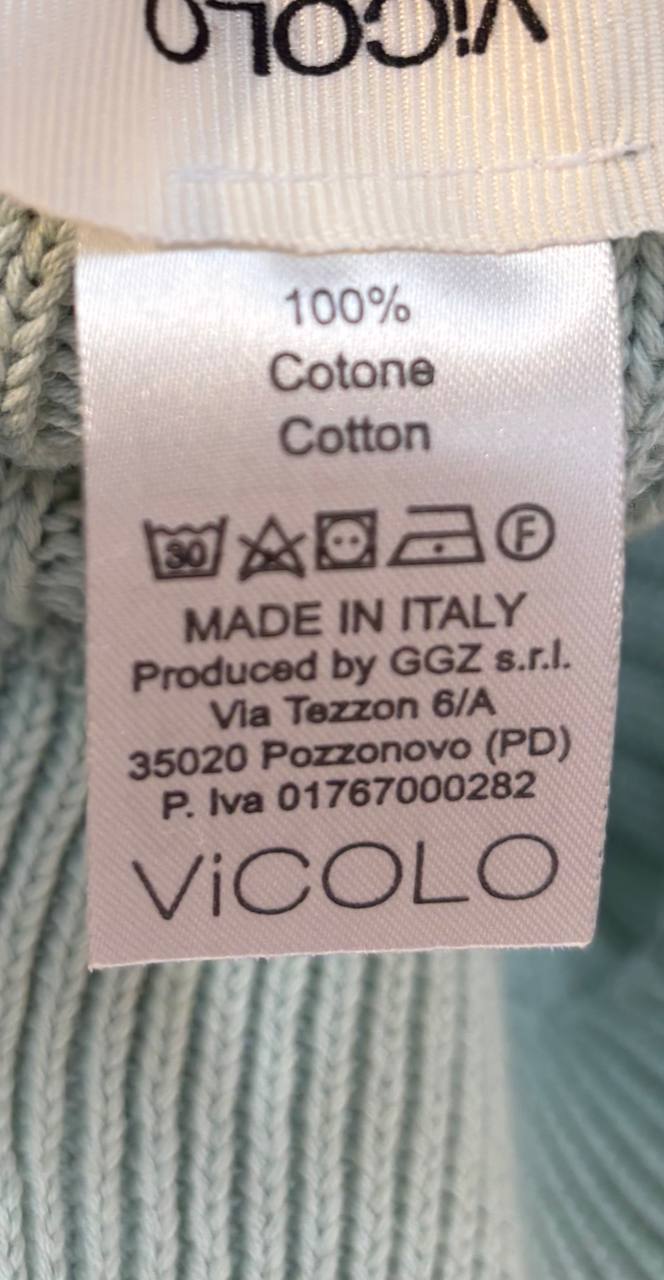 ViCOLO
100%
Cotone
Cotton
30 F
MADE IN ITALY
Produced by GGZ s.r.l.
Via Tezzon 6/A
35020 Pozzonovo (PD)
P. Iva 01767000282
ViCOLO